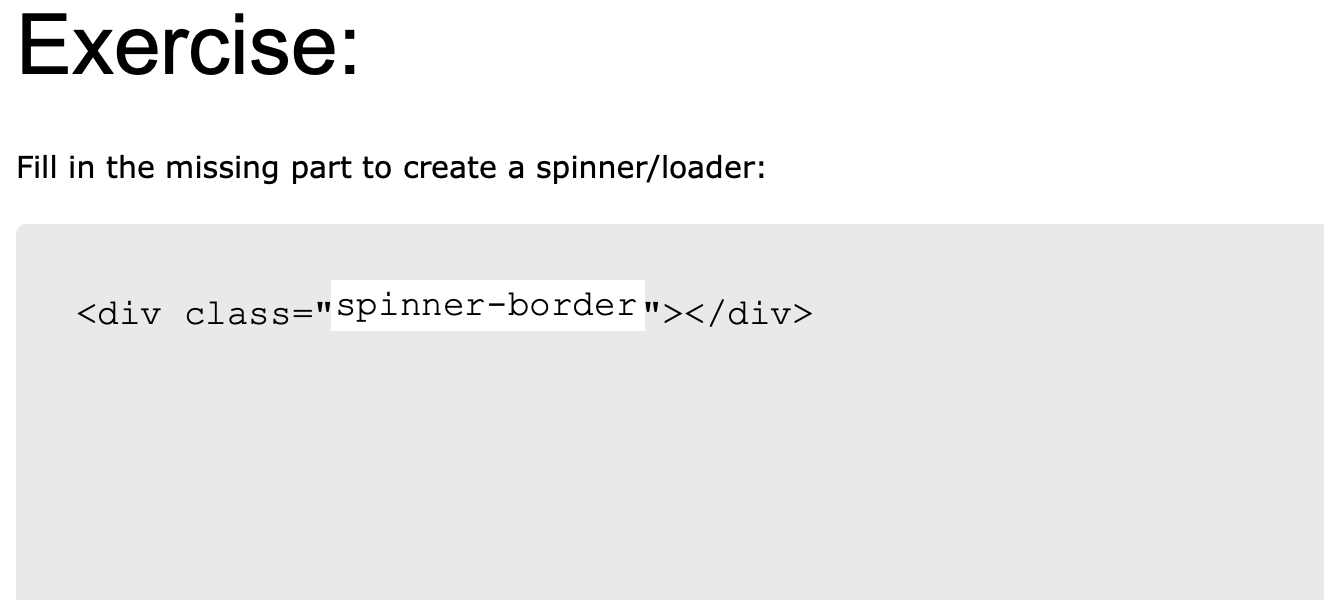 Exercise:
Fill in the missing part to create a spinner/loader:
<div class="spinner-border"></div>